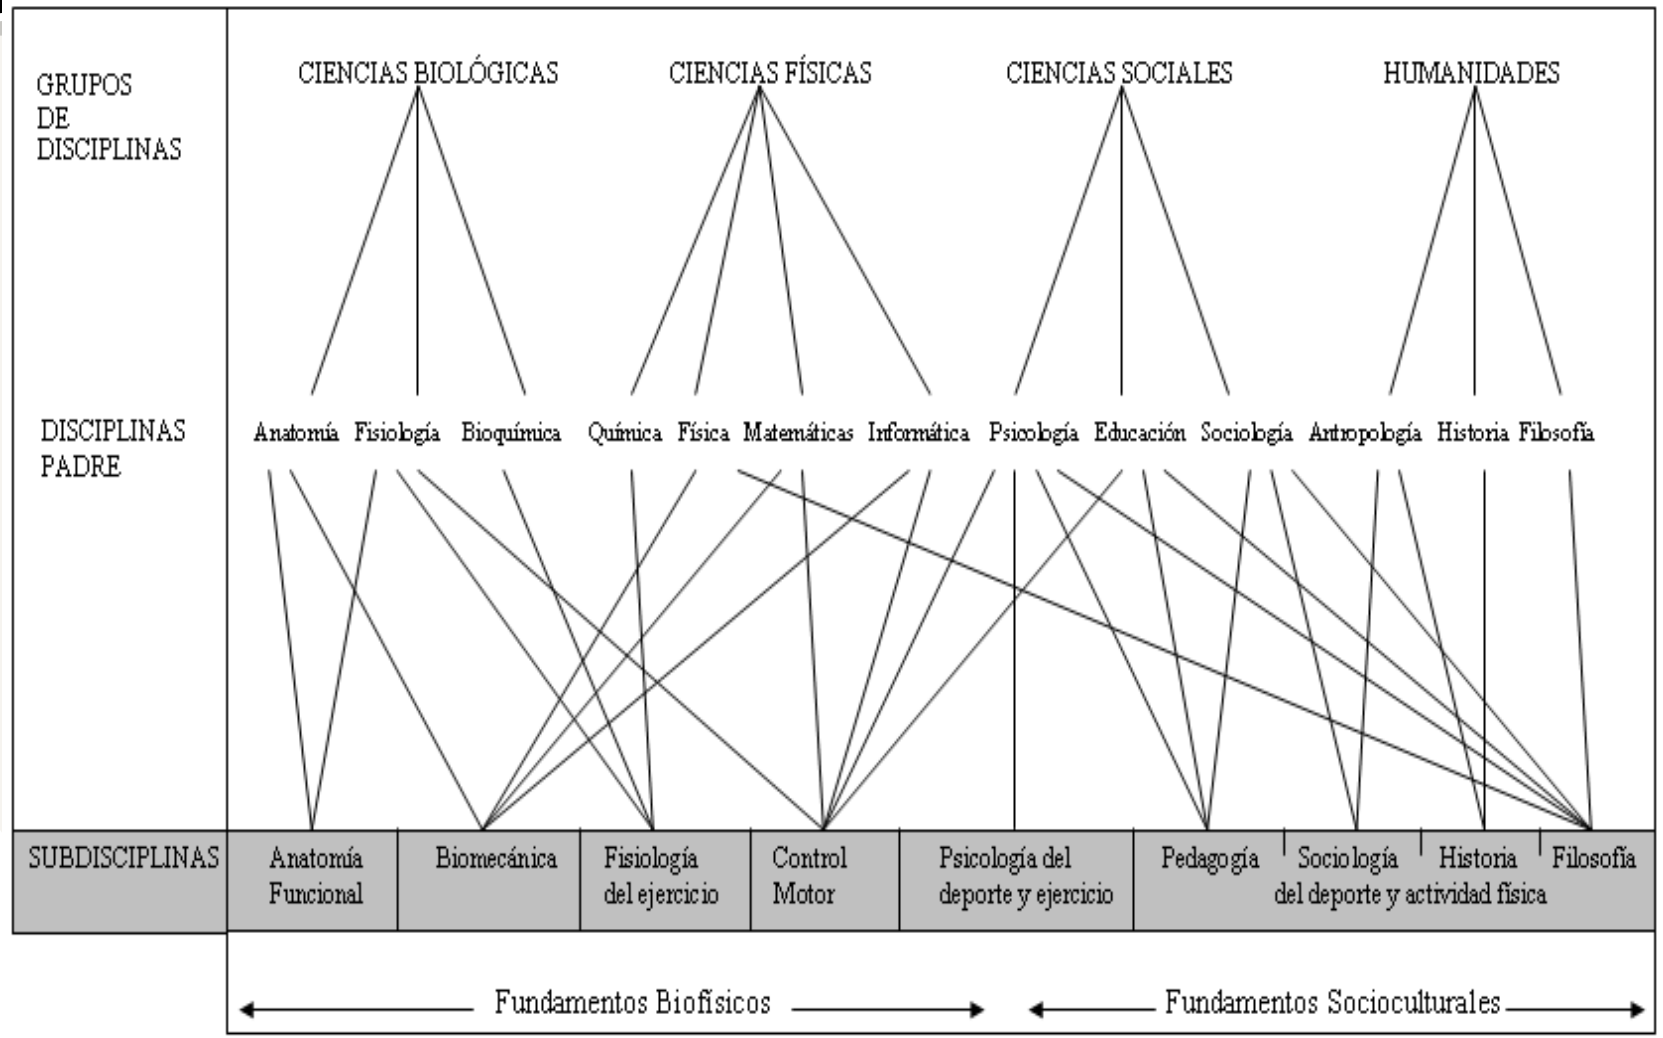 CIENCIAS BIOLÓGICAS CIENCIAS FÍSICAS CIENCIAS SOCIALES HUMANIDADES
GRUPOS
DE
DISCIPLINAS
DISCIPLINAS
PADRE
Anatomía Fisiología Bioquímica Química Física Matemáticas Informática Psicología Educación Sociología Antropología Historia Filosofía
SUBDISCIPLINAS
Anatomía
Funcional
Biomecánica
Fisiología
del ejercicio
Control
Motor
Psicología del
deporte y ejercicio
Pedagogía Sociología Historia Filosofía
del deporte y actividad física
Fundamentos Biofísicos Fundamentos Socioculturales